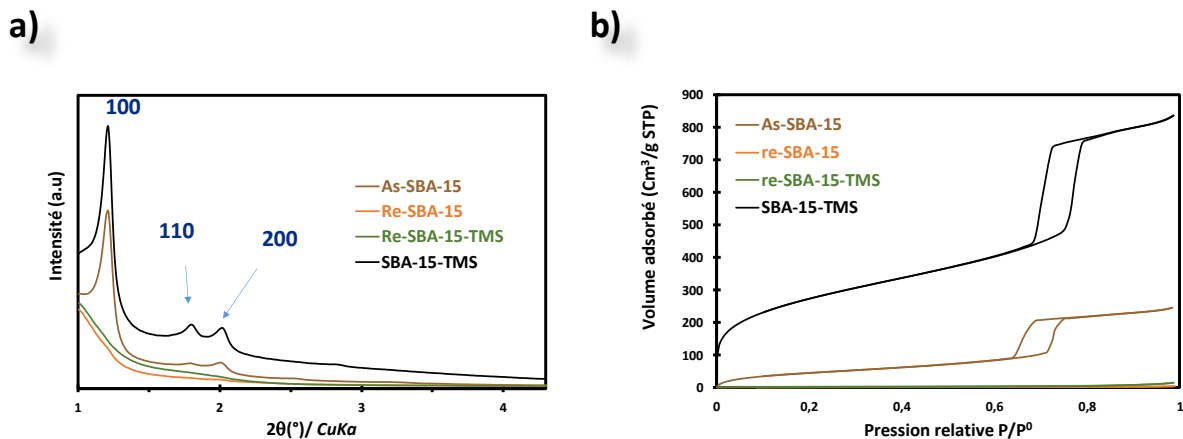 a)
100
110
200
As-SBA-15
Re-SBA-15
Re-SBA-15-TMS
SBA-15-TMS
Intensité (a.u)
1
2
3
4
2θ(°)/ CuKa
b)
900
800
700
600
500
400
300
200
100
0
As-SBA-15
re-SBA-15
re-SBA-15-TMS
SBA-15-TMS
Volume adsorbé (Cm³/g STP)
0
0,2
0,4
0,6
0,8
1
Pression relative P/P⁰